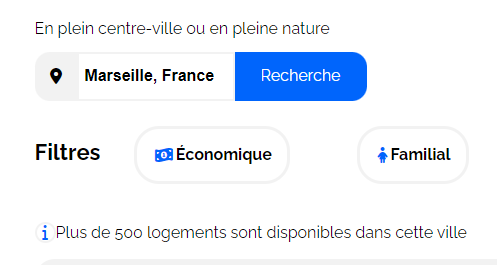 En plein centre-ville ou en pleine nature
Marseille, France Recherche
Filtres Économique Familial
Plus de 500 logements sont disponibles dans cette ville